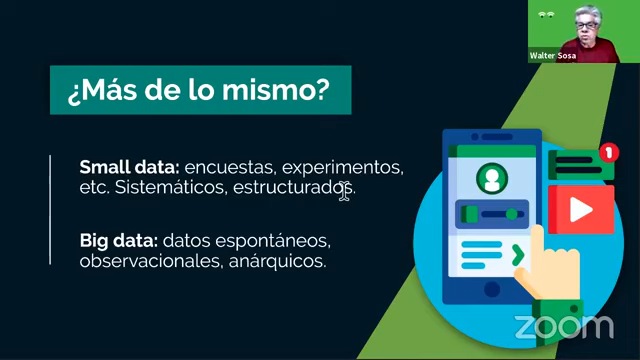 Walter Sosa
¿Más de lo mismo?
Small data: encuestas, experimentos,
etc. Sistemáticos, estructurados.
Big data: datos espontáneos,
observacionales, anárquicos.
1
zoom